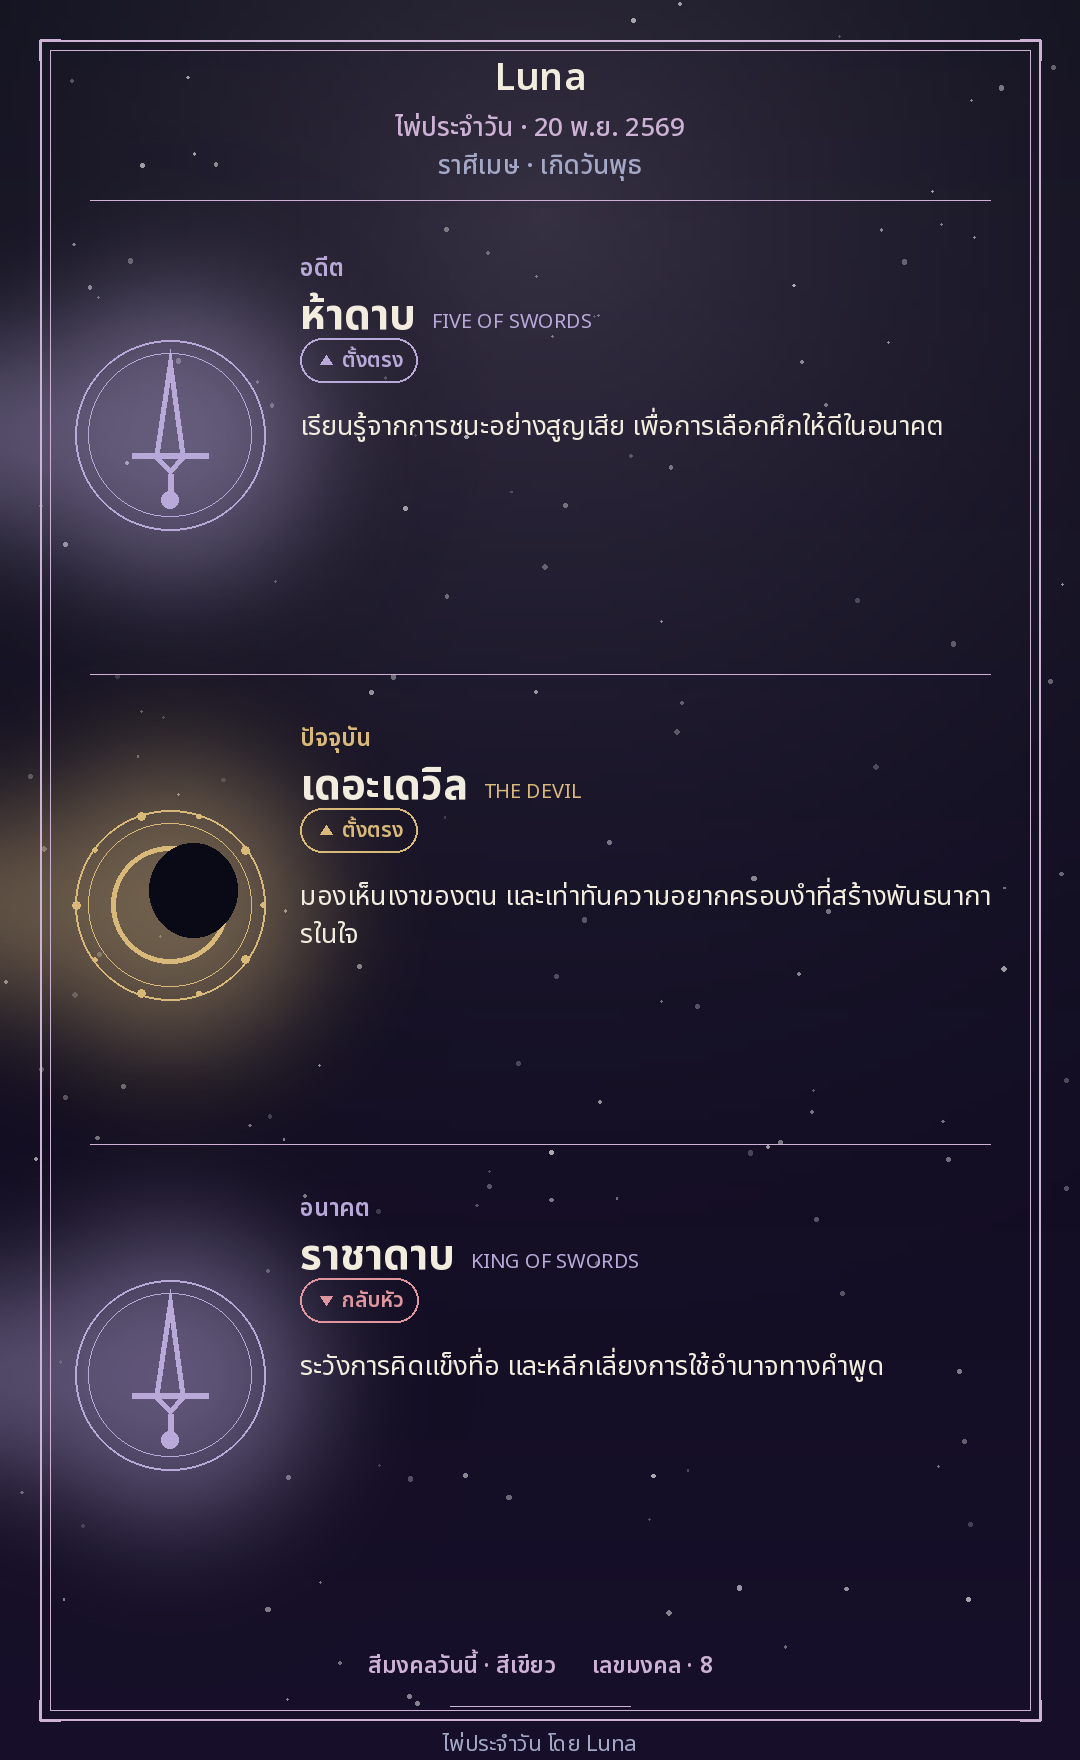 Luna
ไพ่ประจำวัน · 20 พ.ย. 2569
ราศีเมษ · เกิดวันพุธ
อดีต
ห้าดาบ FIVE OF SWORDS
▲ ตั้งตรง
เรียนรู้จากการชนะอย่างสูญเสีย เพื่อการเลือกศึกให้ดีในอนาคต
ปัจจุบัน
เดอะเดวิล THE DEVIL
▲ ตั้งตรง
มองเห็นเงาของตน และเท่าทันความอยากครอบงำที่สร้างพันธนากา
รในใจ
อนาคต
ราชาดาบ KING OF SWORDS
▼ กลับหัว
ระวังการคิดแข็งทื่อ และหลีกเลี่ยงการใช้อำนาจทางคำพูด
สีมงคลวันนี้ · สีเขียว เลขมงคล · 8
ไพ่ประจำวัน โดย Luna